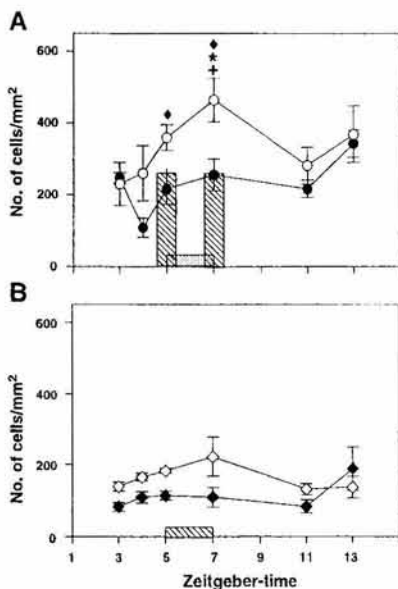 A
No. of cells/mm²
600
400
200
0
♦
♦
★
+
B
No. of cells/mm²
600
400
200
0
1 3 5 7 9 11 13
Zeitgeber-time